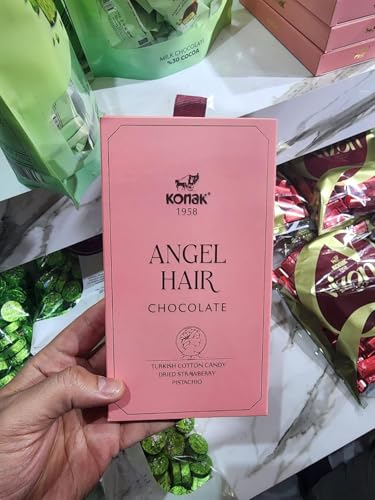 MILK CHOCOLATE
%30 COCOA
KONAK®
1958
ANGEL
HAIR
CHOCOLATE
TURKISH COTTON CANDY
DRIED STRAWBERRY
PISTACHIO